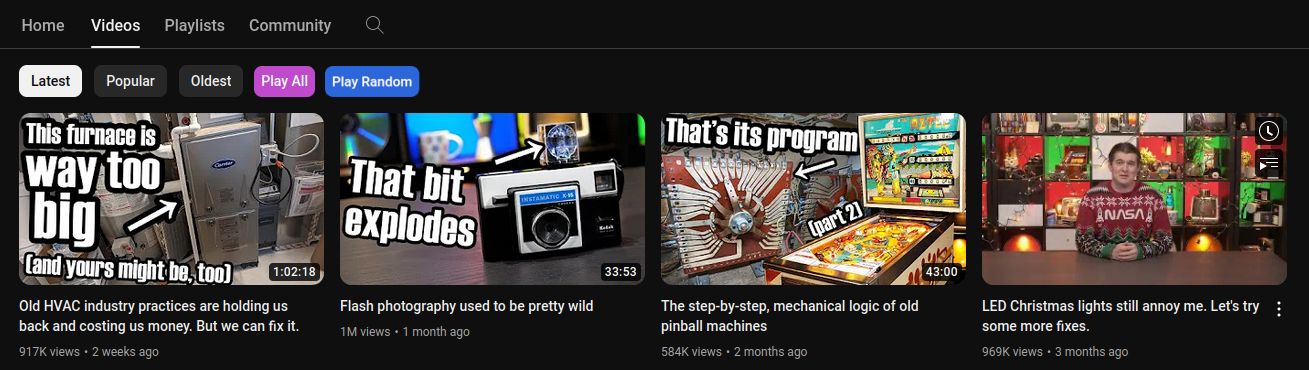 Home Videos Playlists Community
Latest Popular Oldest Play All Play Random
This furnace is
way too
big
(and yours might be, too)
Carrier
1:02:18
That bit
explodes
INSTAMATIC X-15
Kodak
33:53
That's its program
(part 2)
AZTEC
43:00
NASA
Old HVAC industry practices are holding us
back and costing us money. But we can fix it.
917K views • 2 weeks ago
Flash photography used to be pretty wild
1M views • 1 month ago
The step-by-step, mechanical logic of old
pinball machines
584K views • 2 months ago
LED Christmas lights still annoy me. Let's try
some more fixes.
969K views • 3 months ago